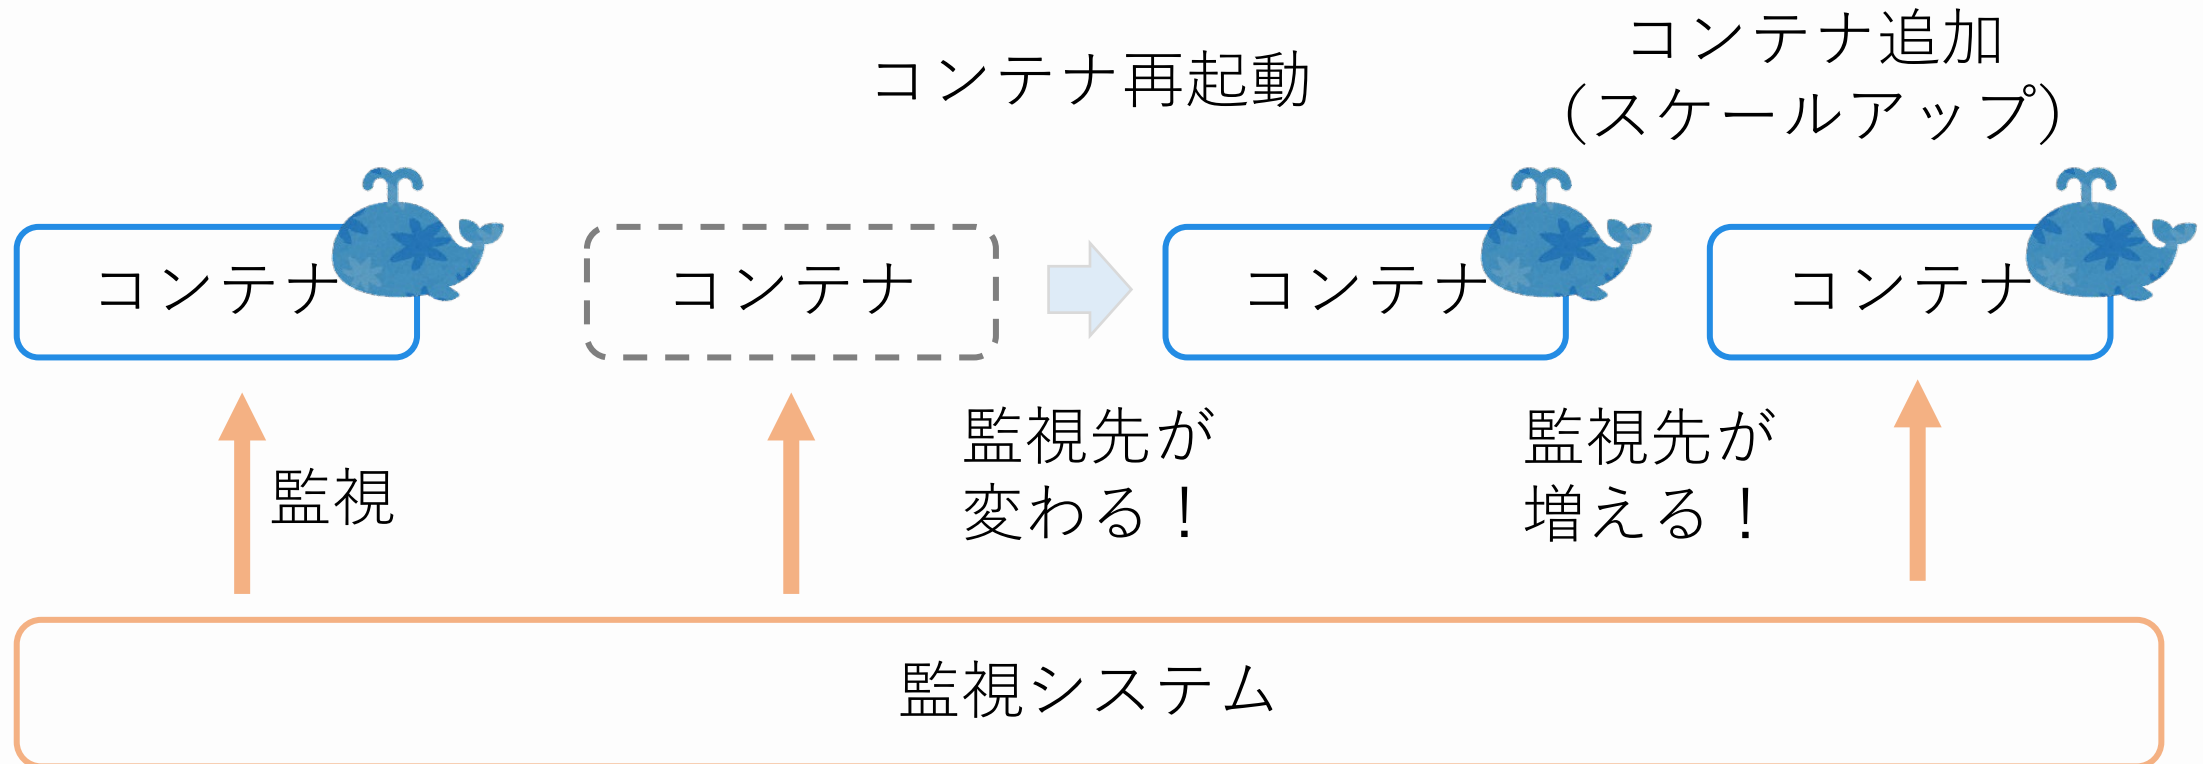 コンテナ再起動
コンテナ追加
（スケールアップ）
コンテナ
コンテナ
コンテナ
コンテナ
監視
監視先が
変わる！
監視先が
増える！
監視システム